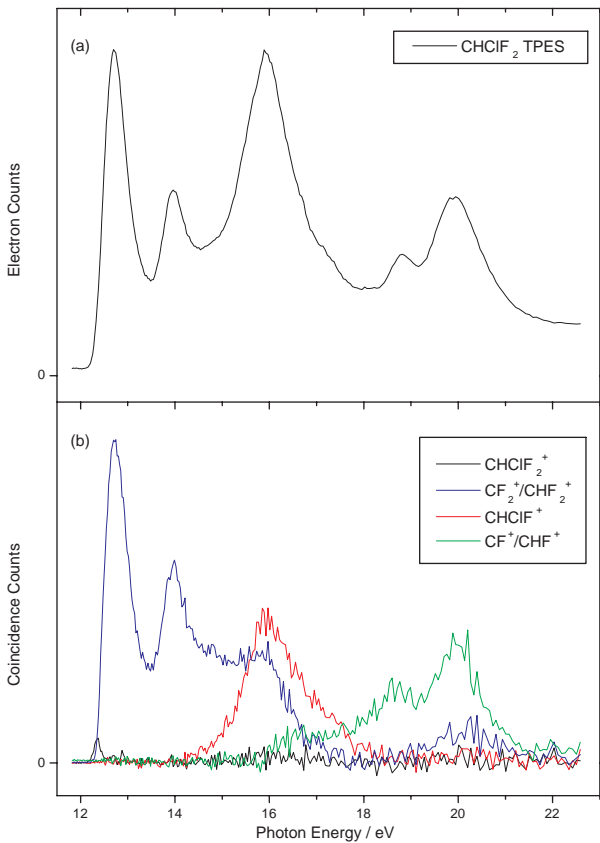 (a)
CHClF2 TPES
Electron Counts
0
(b)
CHClF2+
CF2+/CHF2+
CHClF+
CF+/CHF+
Coincidence Counts
0
12 14 16 18 20 22
Photon Energy / eV